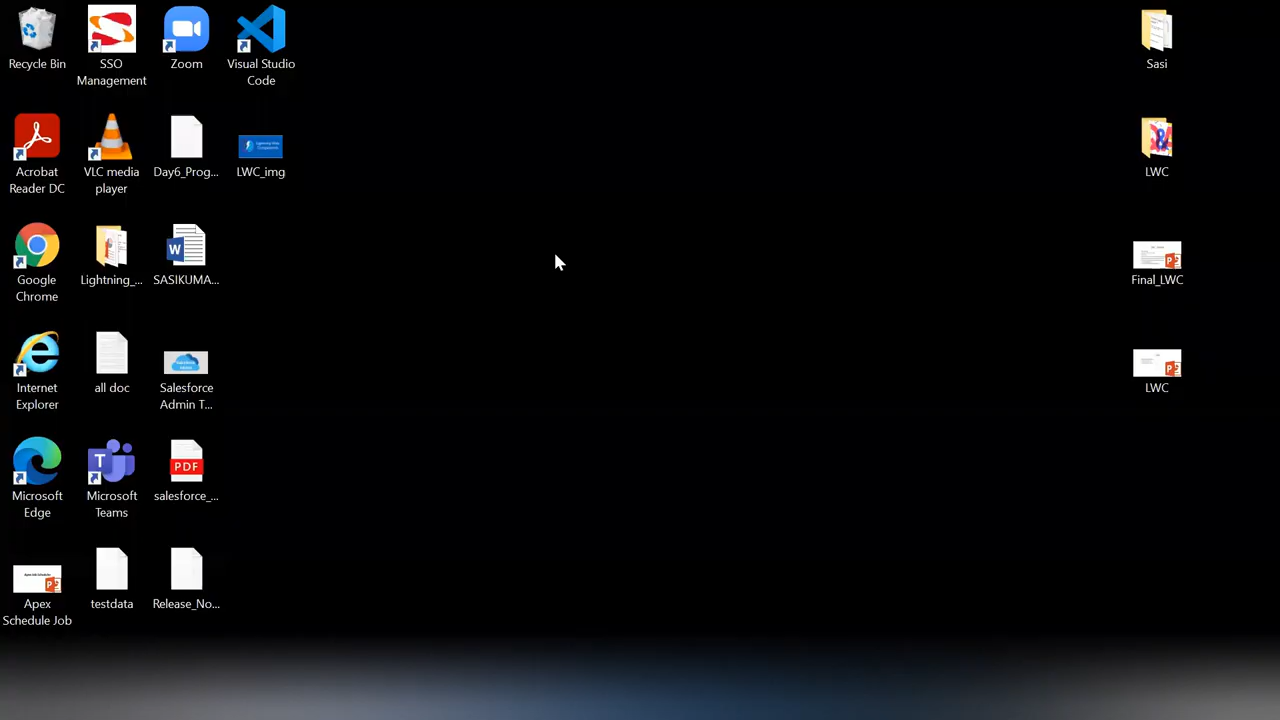 Recycle Bin
SSO
Management
Zoom
Visual Studio
Code
Sasi
Acrobat
Reader DC
VLC media
player
Day6_Prog...
LWC_img
LWC
Google
Chrome
Lightning_...
SASIKUMA...
Final_LWC
Internet
Explorer
all doc
Salesforce
Admin T...
LWC
Microsoft
Edge
Microsoft
Teams
PDF
salesforce_...
Apex
Schedule Job
testdata
Release_No...